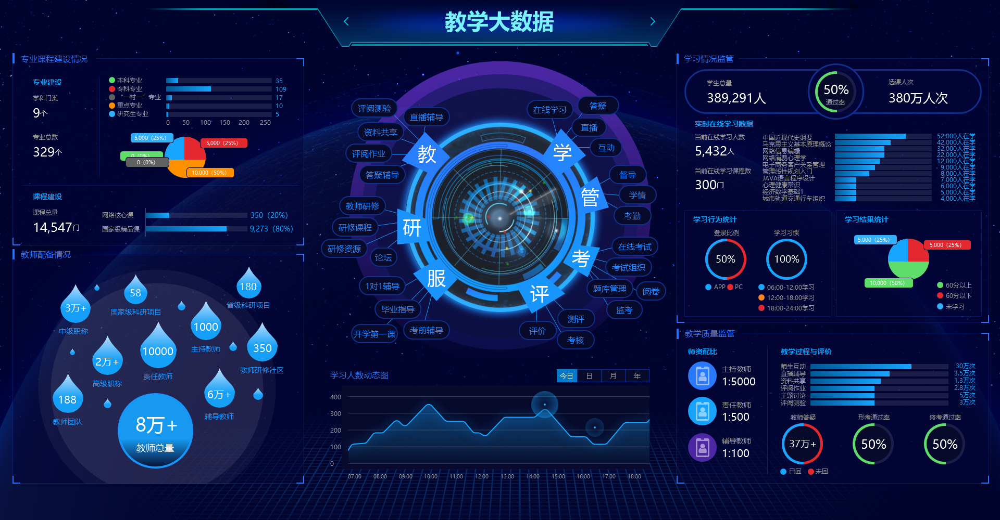 教学大数据
专业课程建设情况
专业建设
学科门类
9个
专业总数
329个
本科专业 35
专科专业 109
“一村一”专业 17
重点专业 10
研究生专业 5
0 50 100 150 200 250
5,000（25%）
5,000（25%）
0（0%）
0（0%）
10,000（50%）
课程建设
课程总量
14,547门
网络核心课 350（20%）
国家级精品课 9,273（80%）
教师配备情况
3万+
中级职称
58
国家级科研项目
180
省级科研项目
1000
主持教师
10000
责任教师
2万+
高级职称
350
教师研修社区
188
教师团队
6万+
辅导教师
8万+
教师总量
教
评阅测验
直播辅导
资料共享
评阅作业
答疑辅导
学
在线学习
答疑
直播
互动
管
督导
学情
考勤
考
在线考试
考试组织
题库管理
阅卷
监考
评
测评
评价
考核
服
1对1辅导
毕业指导
开学第一课
考前辅导
研
教师研修
研修课程
研修资源
论坛
学习人数动态图
今日 日 月 年
400
300
200
100
0
07:00 08:00 09:00 10:00 11:00 12:00 13:00 14:00 15:00 16:00 17:00 18:00
学习情况监管
学生总量
389,291人
50%
通过率
选课人次
380万人次
实时在线学习数据
当前在线学习人数
5,432人
当前在线学习课程数
300门
中国近现代史纲要 52,000人在学
马克思主义基本原理概论 42,000人在学
网络信息编辑 32,000人在学
网络消费心理学 22,000人在学
电子商务客户关系管理 12,000人在学
管理线性规划入门 9,000人在学
JAVA语言程序设计 8,000人在学
心理健康常识 7,000人在学
经济数学基础1 6,000人在学
城市轨道交通行车组织 5,000人在学
4,000人在学
学习行为统计
登录比例
50%
APP PC
学习习惯
100%
06:00-12:00学习
12:00-18:00学习
18:00-24:00学习
学习结果统计
5,000（25%）
5,000（25%）
10,000（50%）
60分以上
60分以下
未学习
教学质量监管
师资配比
主持教师
1:5000
责任教师
1:500
辅导教师
1:100
教学过程与评价
师生互动 30万次
直播辅导 3.5万次
资料共享 1.3万次
评阅作业 2.8万次
主题讨论 5万次
评阅测验 3万次
教师答疑
37万+
已回 未回
形考通过率
50%
终考通过率
50%